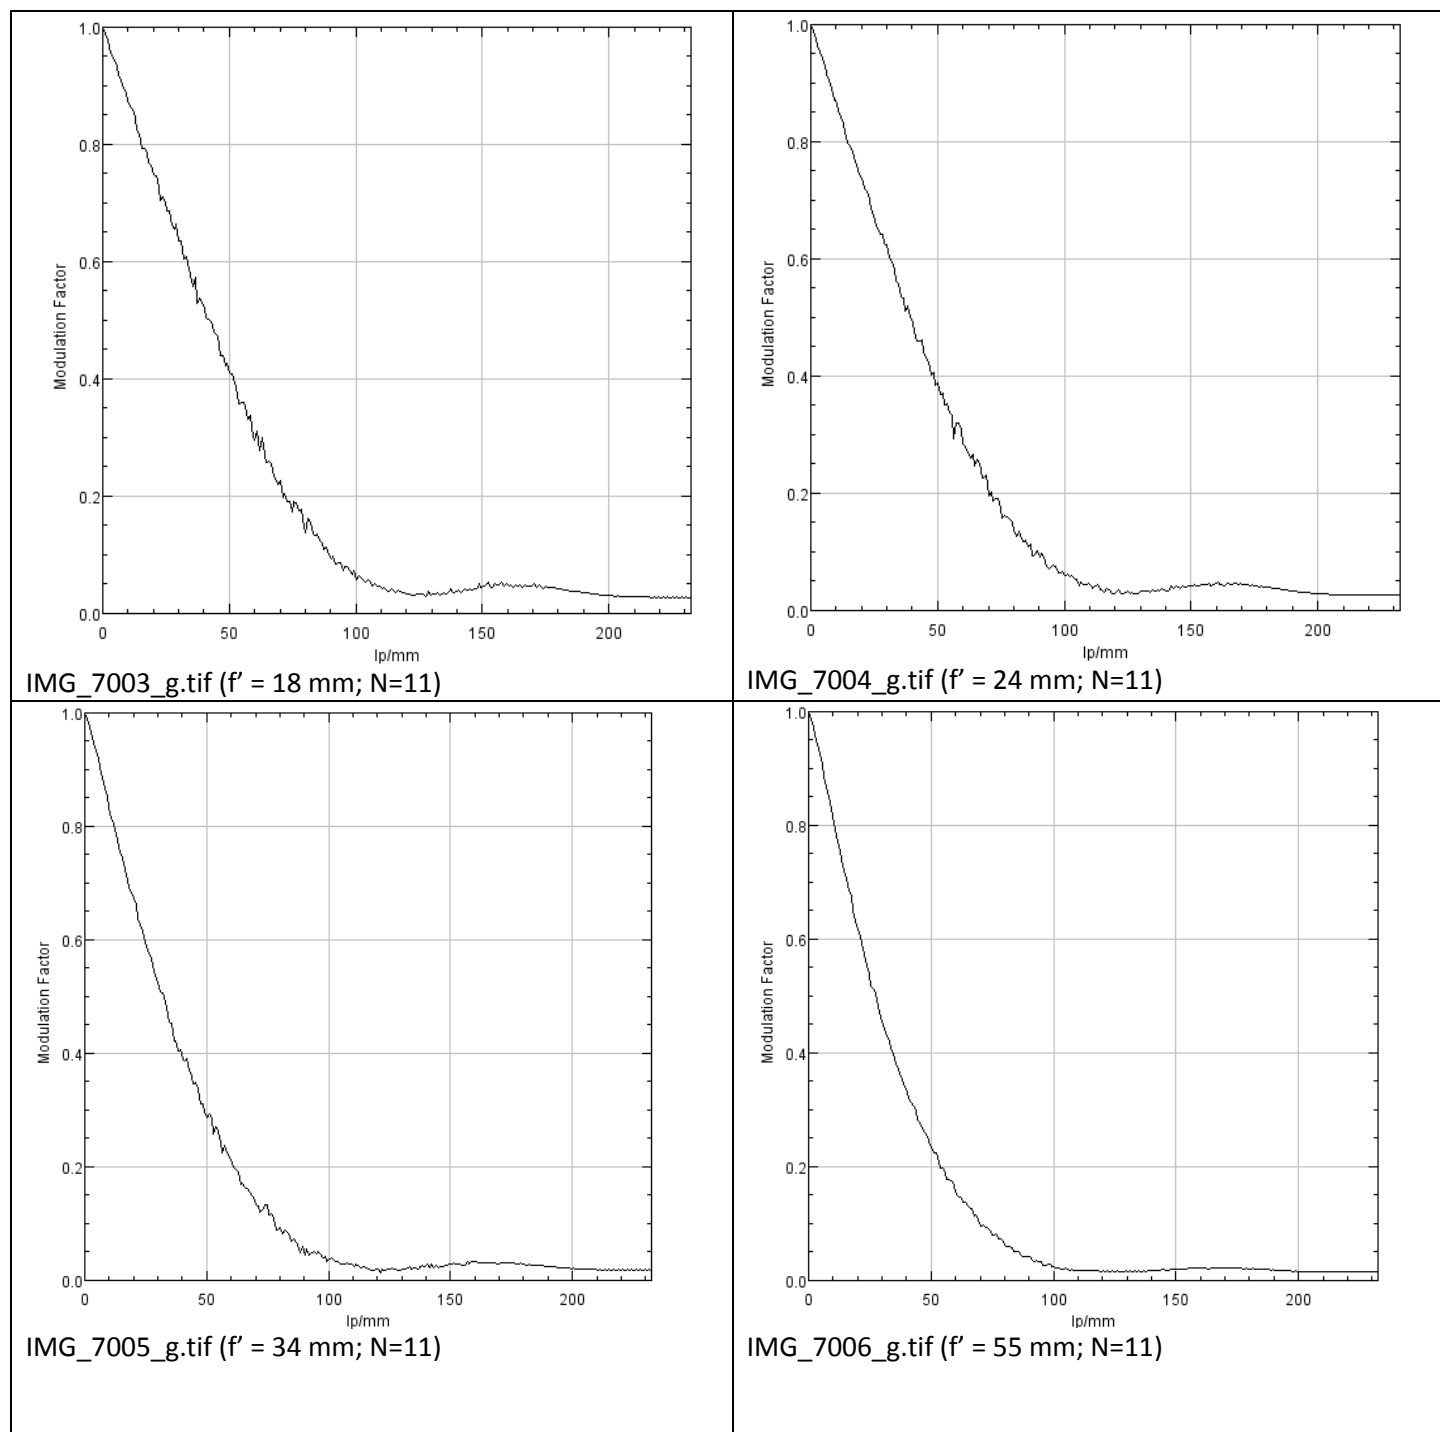 1.0
0.8
0.6
0.4
0.2
0.0
Modulation Factor
0 50 100 150 200
lp/mm
IMG_7003_g.tif (f’ = 18 mm; N=11)
1.0
0.8
0.6
0.4
0.2
0.0
Modulation Factor
0 50 100 150 200
lp/mm
IMG_7004_g.tif (f’ = 24 mm; N=11)
1.0
0.8
0.6
0.4
0.2
0.0
Modulation Factor
0 50 100 150 200
lp/mm
IMG_7005_g.tif (f’ = 34 mm; N=11)
1.0
0.8
0.6
0.4
0.2
0.0
Modulation Factor
0 50 100 150 200
lp/mm
IMG_7006_g.tif (f’ = 55 mm; N=11)